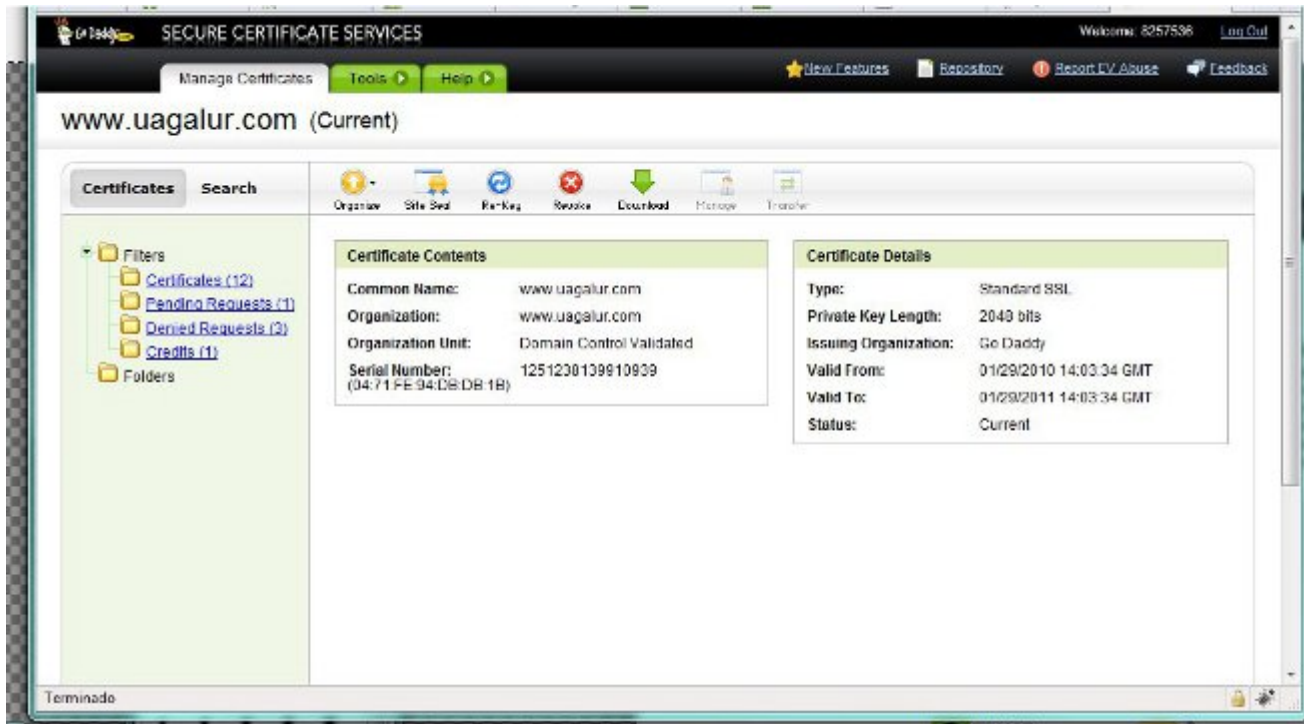 Go Daddy SECURE CERTIFICATE SERVICES Welcome: 8257536 Log Out
Manage Certificates Tools Help New Features Repository Report EV Abuse Feedback
www.uagalur.com (Current)
Certificates Search
Organize Site Seal Re-Key Revoke Download Manage Transfer
Filters
Certificates (12)
Pending Requests (1)
Denied Requests (3)
Credits (1)
Folders
Certificate Contents
Common Name: www.uagalur.com
Organization: www.uagalur.com
Organization Unit: Domain Control Validated
Serial Number: 1251238139910939
(04:71:FE:94:DB:DB:1B)
Certificate Details
Type: Standard SSL
Private Key Length: 2048 bits
Issuing Organization: Go Daddy
Valid From: 01/29/2010 14:03:34 GMT
Valid To: 01/29/2011 14:03:34 GMT
Status: Current
Terminado